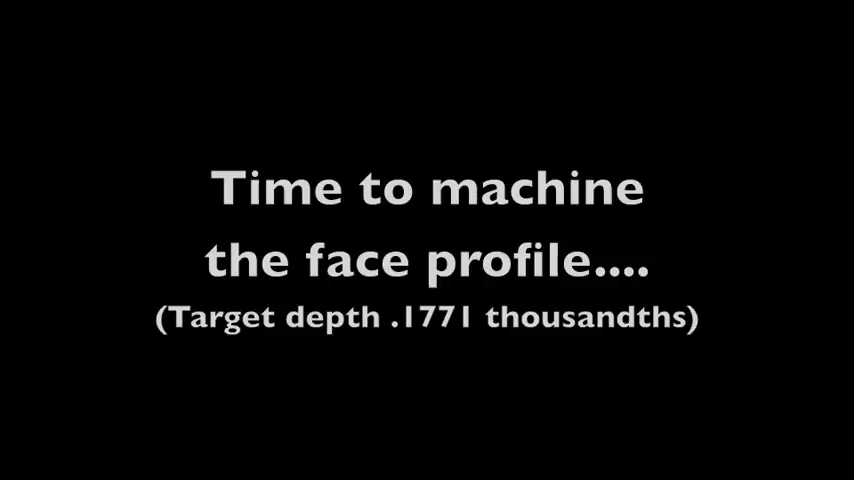 Time to machine
the face profile....
(Target depth .1771 thousandths)